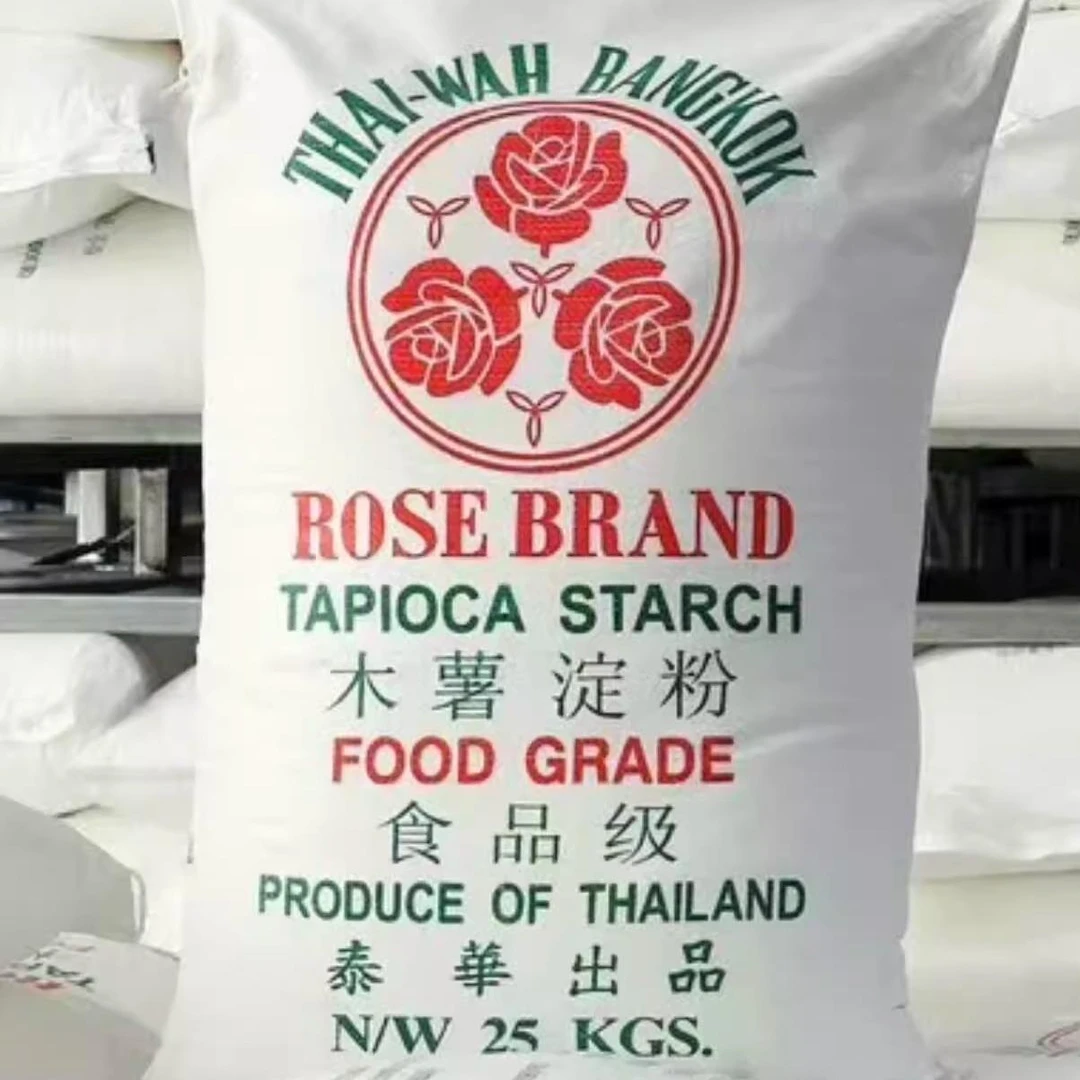 THAI-WAH BANGKOK
ROSE BRAND
TAPIOCA STARCH
木薯淀粉
FOOD GRADE
食品级
PRODUCE OF THAILAND
泰華出品
N/W 25 KGS.